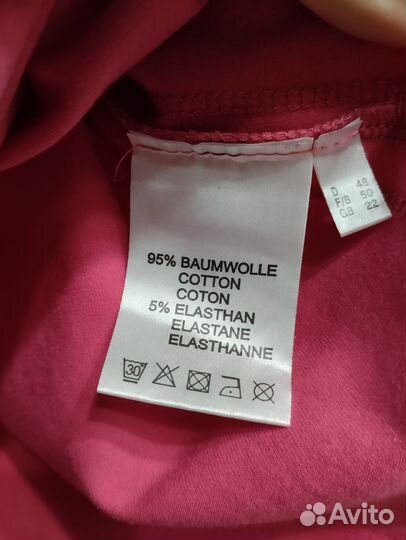 95% BAUMWOLLE
COTTON
COTON
5% ELASTHAN
ELASTANE
ELASTHANNE
30
D 48
F/B 50
GB 22
Avito